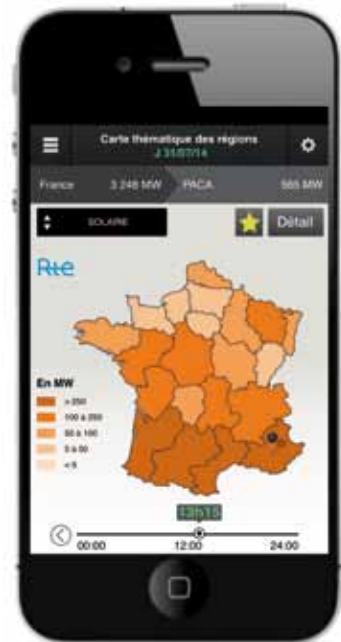 Carte thématique des régions
J 31/07/14
France 3 246 MW PACA 565 MW
SOLAIRE Détail
Rte
En MW
> 250
100 à 250
50 à 100
5 à 50
< 5
13h15
00:00 12:00 24:00